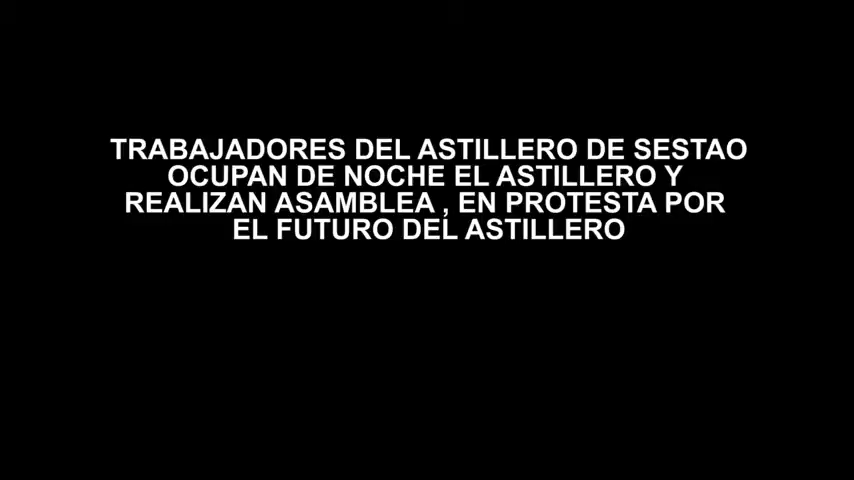 TRABAJADORES DEL ASTILLERO DE SESTAO
OCUPAN DE NOCHE EL ASTILLERO Y
REALIZAN ASAMBLEA , EN PROTESTA POR
EL FUTURO DEL ASTILLERO